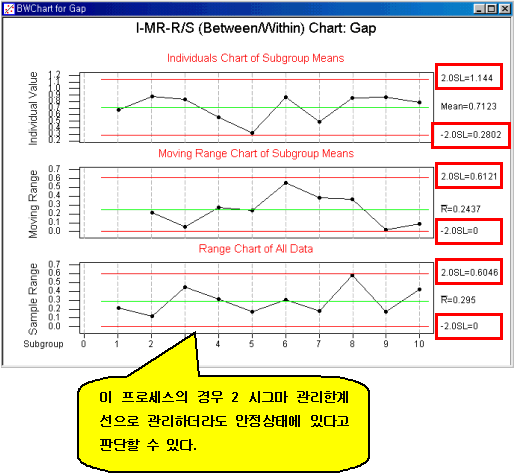 BWChart for Gap
I-MR-R/S (Between/Within) Chart: Gap
Individuals Chart of Subgroup Means
Individual Value
1.2
1.1
1.0
0.9
0.8
0.7
0.6
0.5
0.4
0.3
0.2
2.0SL=1.144
Mean=0.7123
-2.0SL=0.2802
Moving Range Chart of Subgroup Means
Moving Range
0.7
0.6
0.5
0.4
0.3
0.2
0.1
0.0
2.0SL=0.6121
R̅=0.2437
-2.0SL=0
Range Chart of All Data
Sample Range
0.7
0.6
0.5
0.4
0.3
0.2
0.1
0.0
2.0SL=0.6046
R̅=0.295
-2.0SL=0
Subgroup 0 1 2 3 4 5 6 7 8 9 10
이 프로세스의 경우 2 시그마 관리한계
선으로 관리하더라도 안정상태에 있다고
판단할 수 있다.